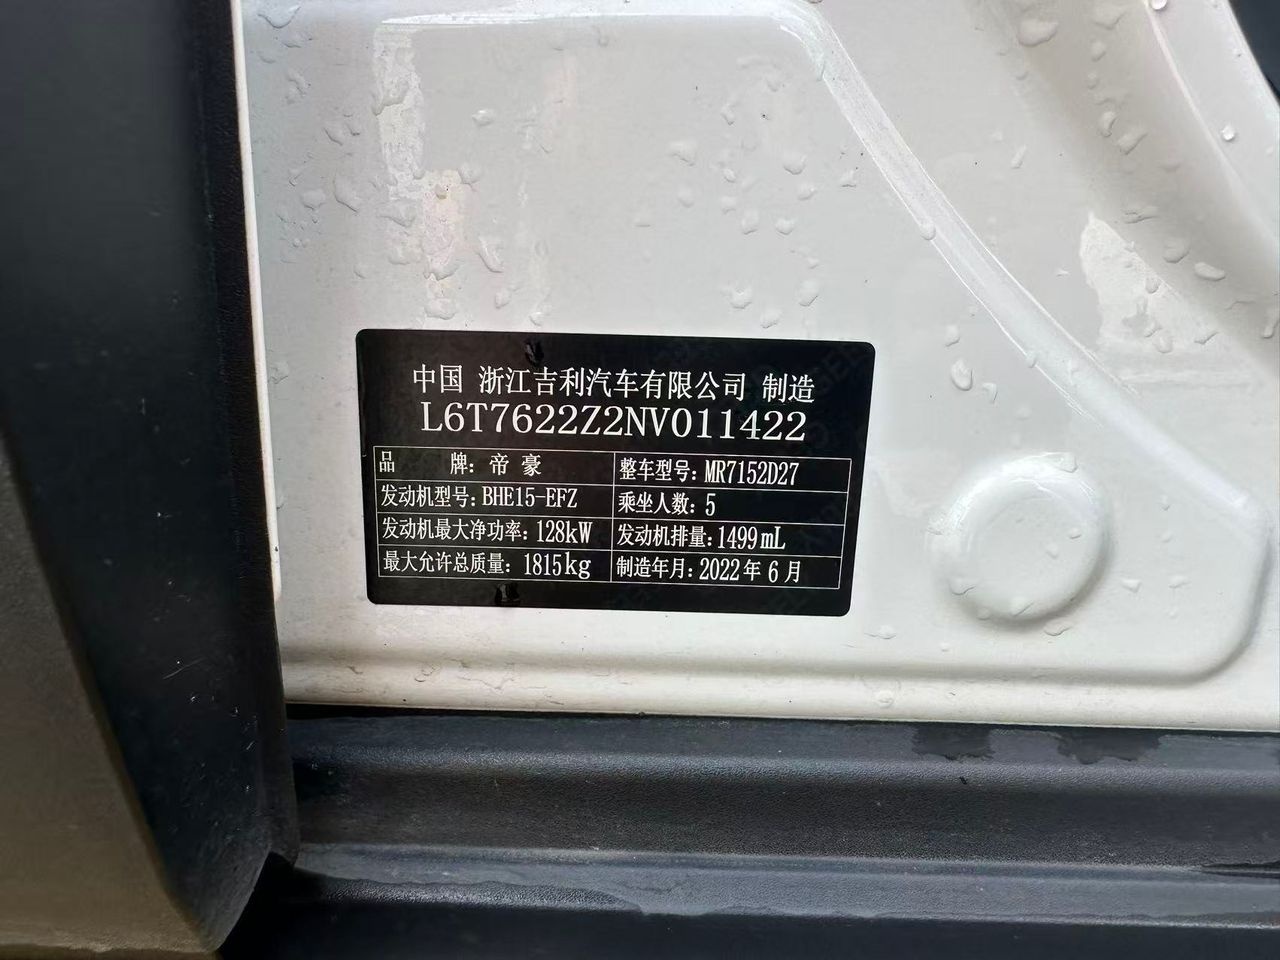 中国 浙江吉利汽车有限公司 制造
L6T7622Z2NV011422
品 牌: 帝豪 整车型号: MR7152D27
发动机型号: BHE15-EFZ 乘坐人数: 5
发动机最大净功率: 128kW 发动机排量: 1499mL
最大允许总质量: 1815kg 制造年月: 2022年6月